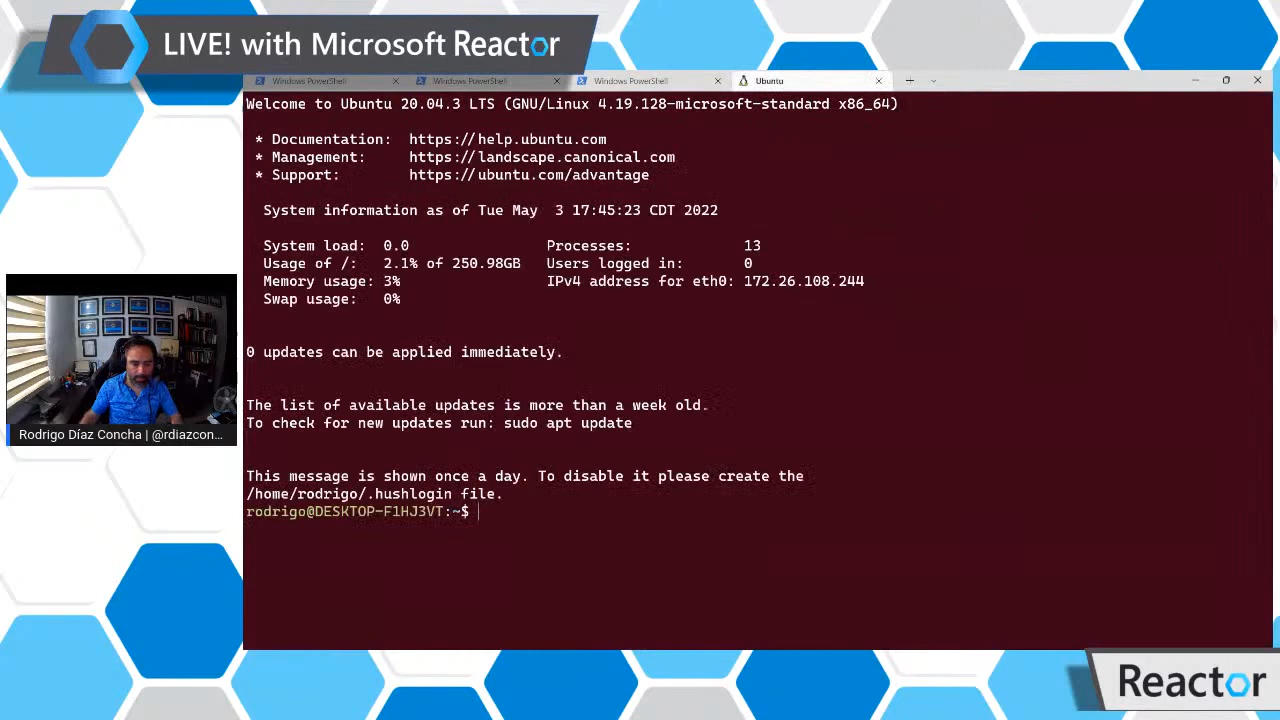 LIVE! with Microsoft Reactor
Windows PowerShell
Windows PowerShell
Windows PowerShell
Ubuntu
Welcome to Ubuntu 20.04.3 LTS (GNU/Linux 4.19.128-microsoft-standard x86_64)
* Documentation: https://help.ubuntu.com
* Management: https://landscape.canonical.com
* Support: https://ubuntu.com/advantage
System information as of Tue May 3 17:45:23 CDT 2022
System load: 0.0 Processes: 13
Usage of /: 2.1% of 250.98GB Users logged in: 0
Memory usage: 3% IPv4 address for eth0: 172.26.108.244
Swap usage: 0%
0 updates can be applied immediately.
The list of available updates is more than a week old.
To check for new updates run: sudo apt update
This message is shown once a day. To disable it please create the
/home/rodrigo/.hushlogin file.
rodrigo@DESKTOP-F1HJ3VT:~$
Rodrigo Díaz Concha | @rdiazcon...
Reactor